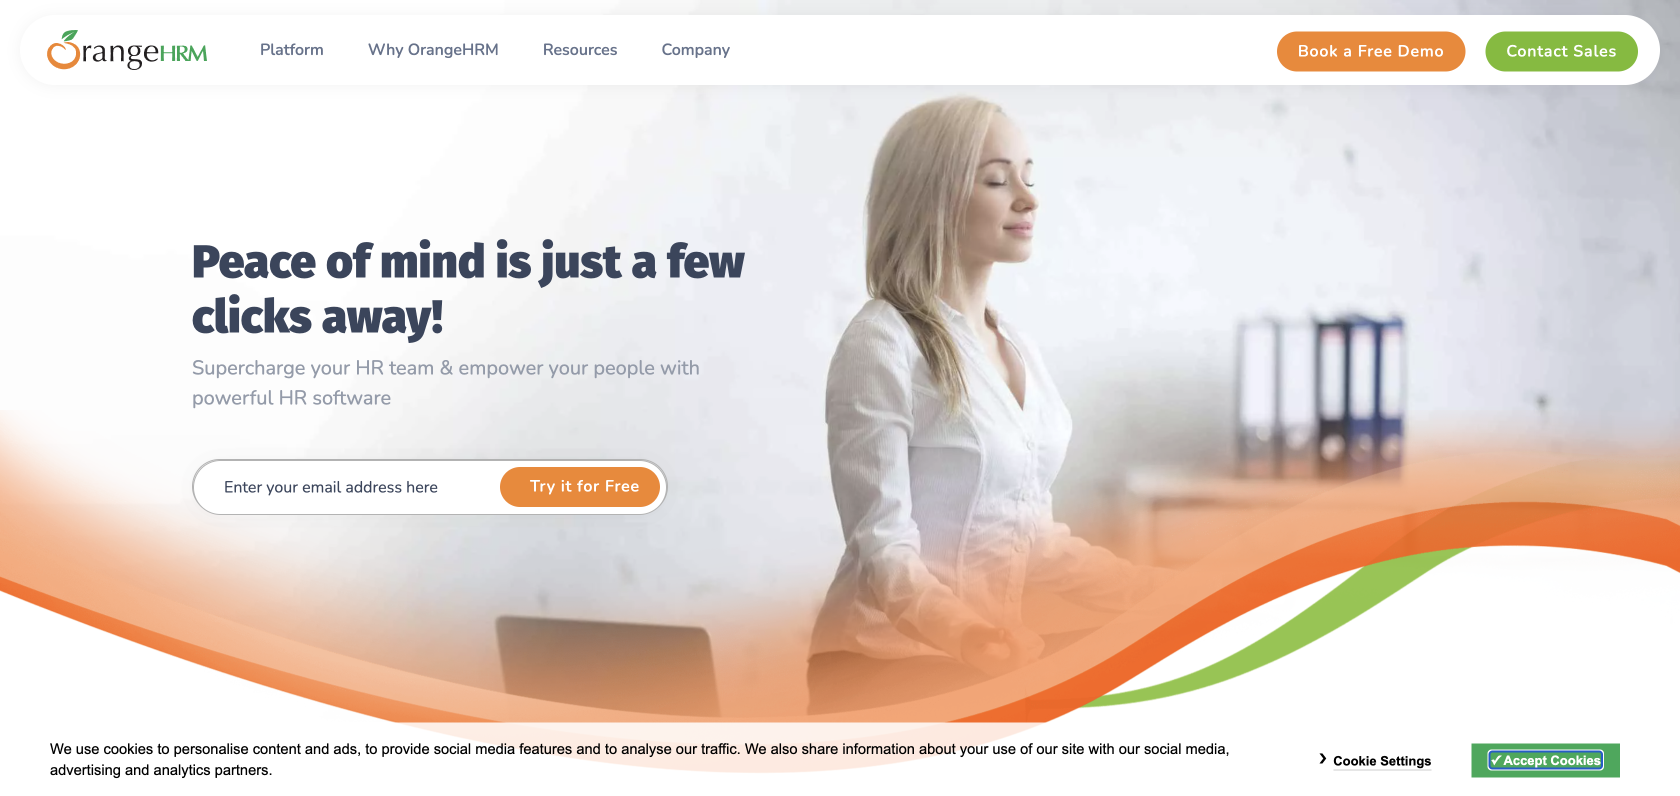 OrangeHRM
Platform
Why OrangeHRM
Resources
Company
Book a Free Demo
Contact Sales
Peace of mind is just a few
clicks away!
Supercharge your HR team & empower your people with
powerful HR software
Enter your email address here
Try it for Free
We use cookies to personalise content and ads, to provide social media features and to analyse our traffic. We also share information about your use of our site with our social media,
advertising and analytics partners.
❯ Cookie Settings
✓Accept Cookies